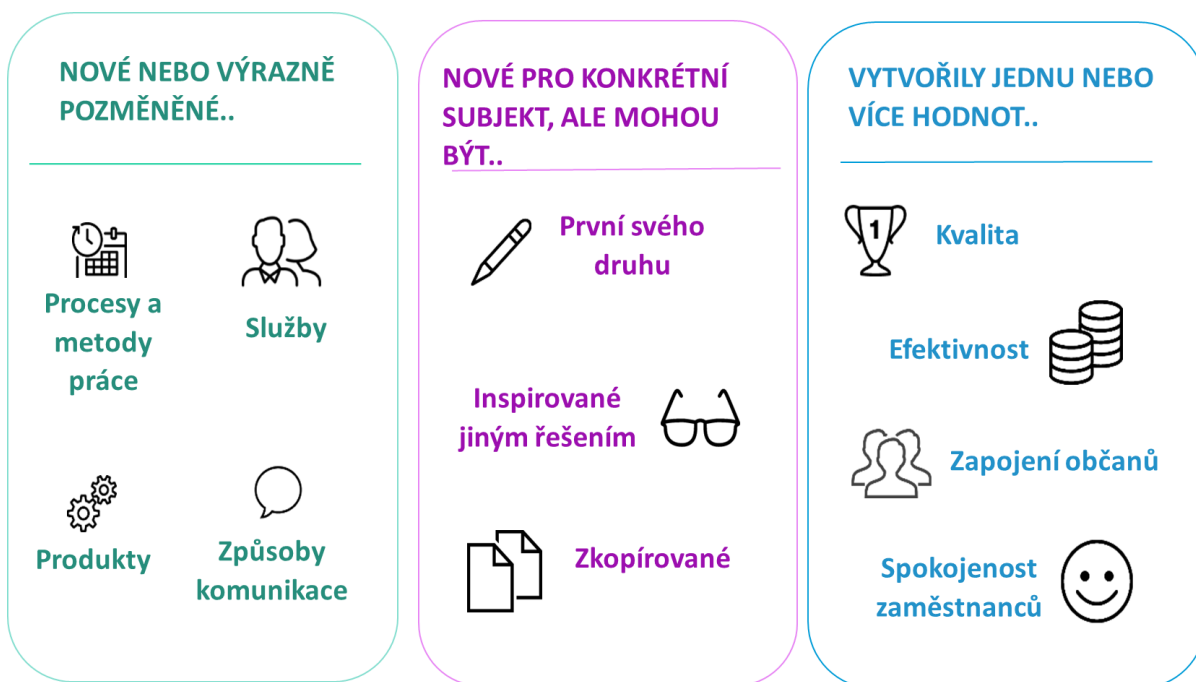 NOVÉ NEBO VÝRAZNĚ
POZMĚNĚNÉ..
Procesy a
metody
práce
Služby
Produkty
Způsoby
komunikace
NOVÉ PRO KONKRÉTNÍ
SUBJEKT, ALE MOHOU
BÝT..
První svého
druhu
Inspirované
jiným řešením
Zkopírované
VYTVOŘILY JEDNU NEBO
VÍCE HODNOT..
1
Kvalita
Efektivnost
Zapojení občanů
Spokojenost
zaměstnanců